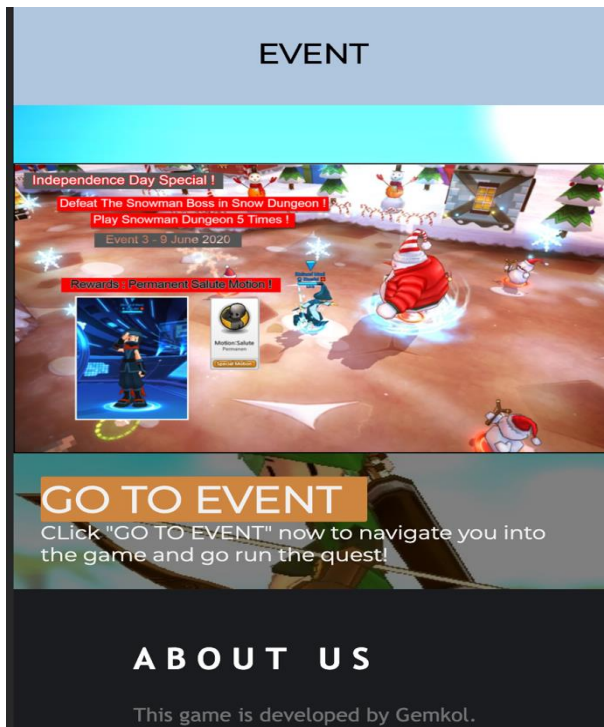 EVENT
Independence Day Special !
Defeat The Snowman Boss in Snow Dungeon !
Play Snowman Dungeon 5 Times !
Event 3 - 9 June 2020
Rewards : Permanent Salute Motion !
Motion:Salute
Permanent
Special Motion
GO TO EVENT
CLick "GO TO EVENT" now to navigate you into
the game and go run the quest!
ABOUT US
This game is developed by Gemkol.